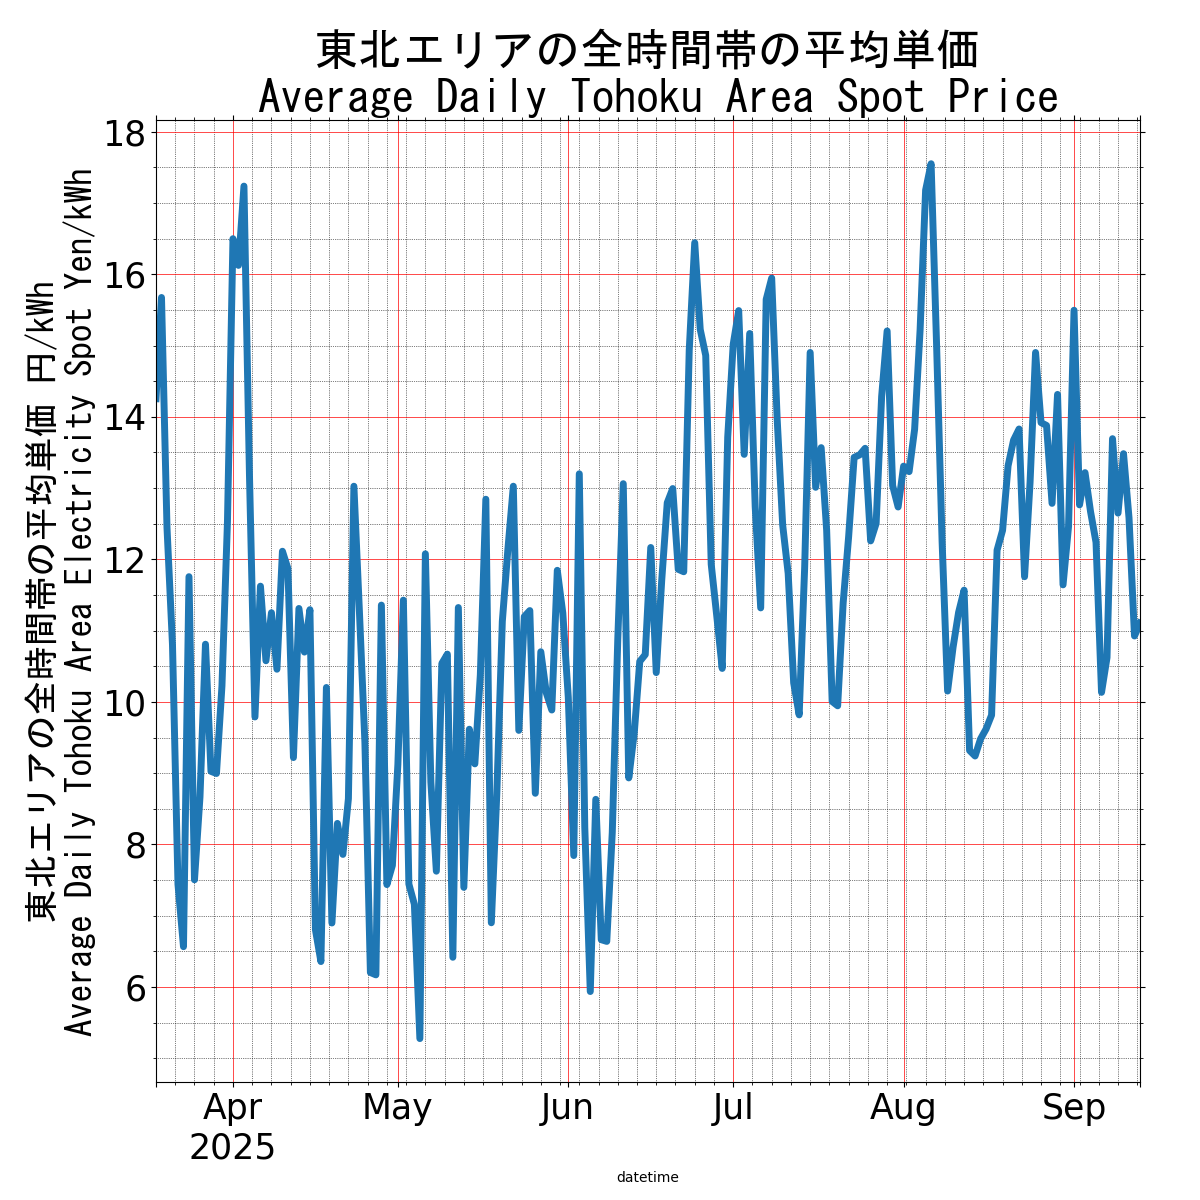 東北エリアの全時間帯の平均単価
Average Daily Tohoku Area Spot Price
東北エリアの全時間帯の平均単価 円/kWh
Average Daily Tohoku Area Electricity Spot Yen/kWh
18
16
14
12
10
8
6
Apr
2025
May
Jun
Jul
Aug
Sep
datetime